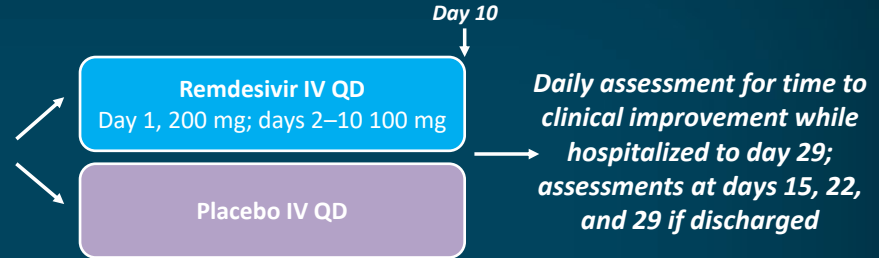 Day 10
Remdesivir IV QD
Day 1, 200 mg; days 2–10 100 mg
Placebo IV QD
Daily assessment for time to
clinical improvement while
hospitalized to day 29;
assessments at days 15, 22,
and 29 if discharged